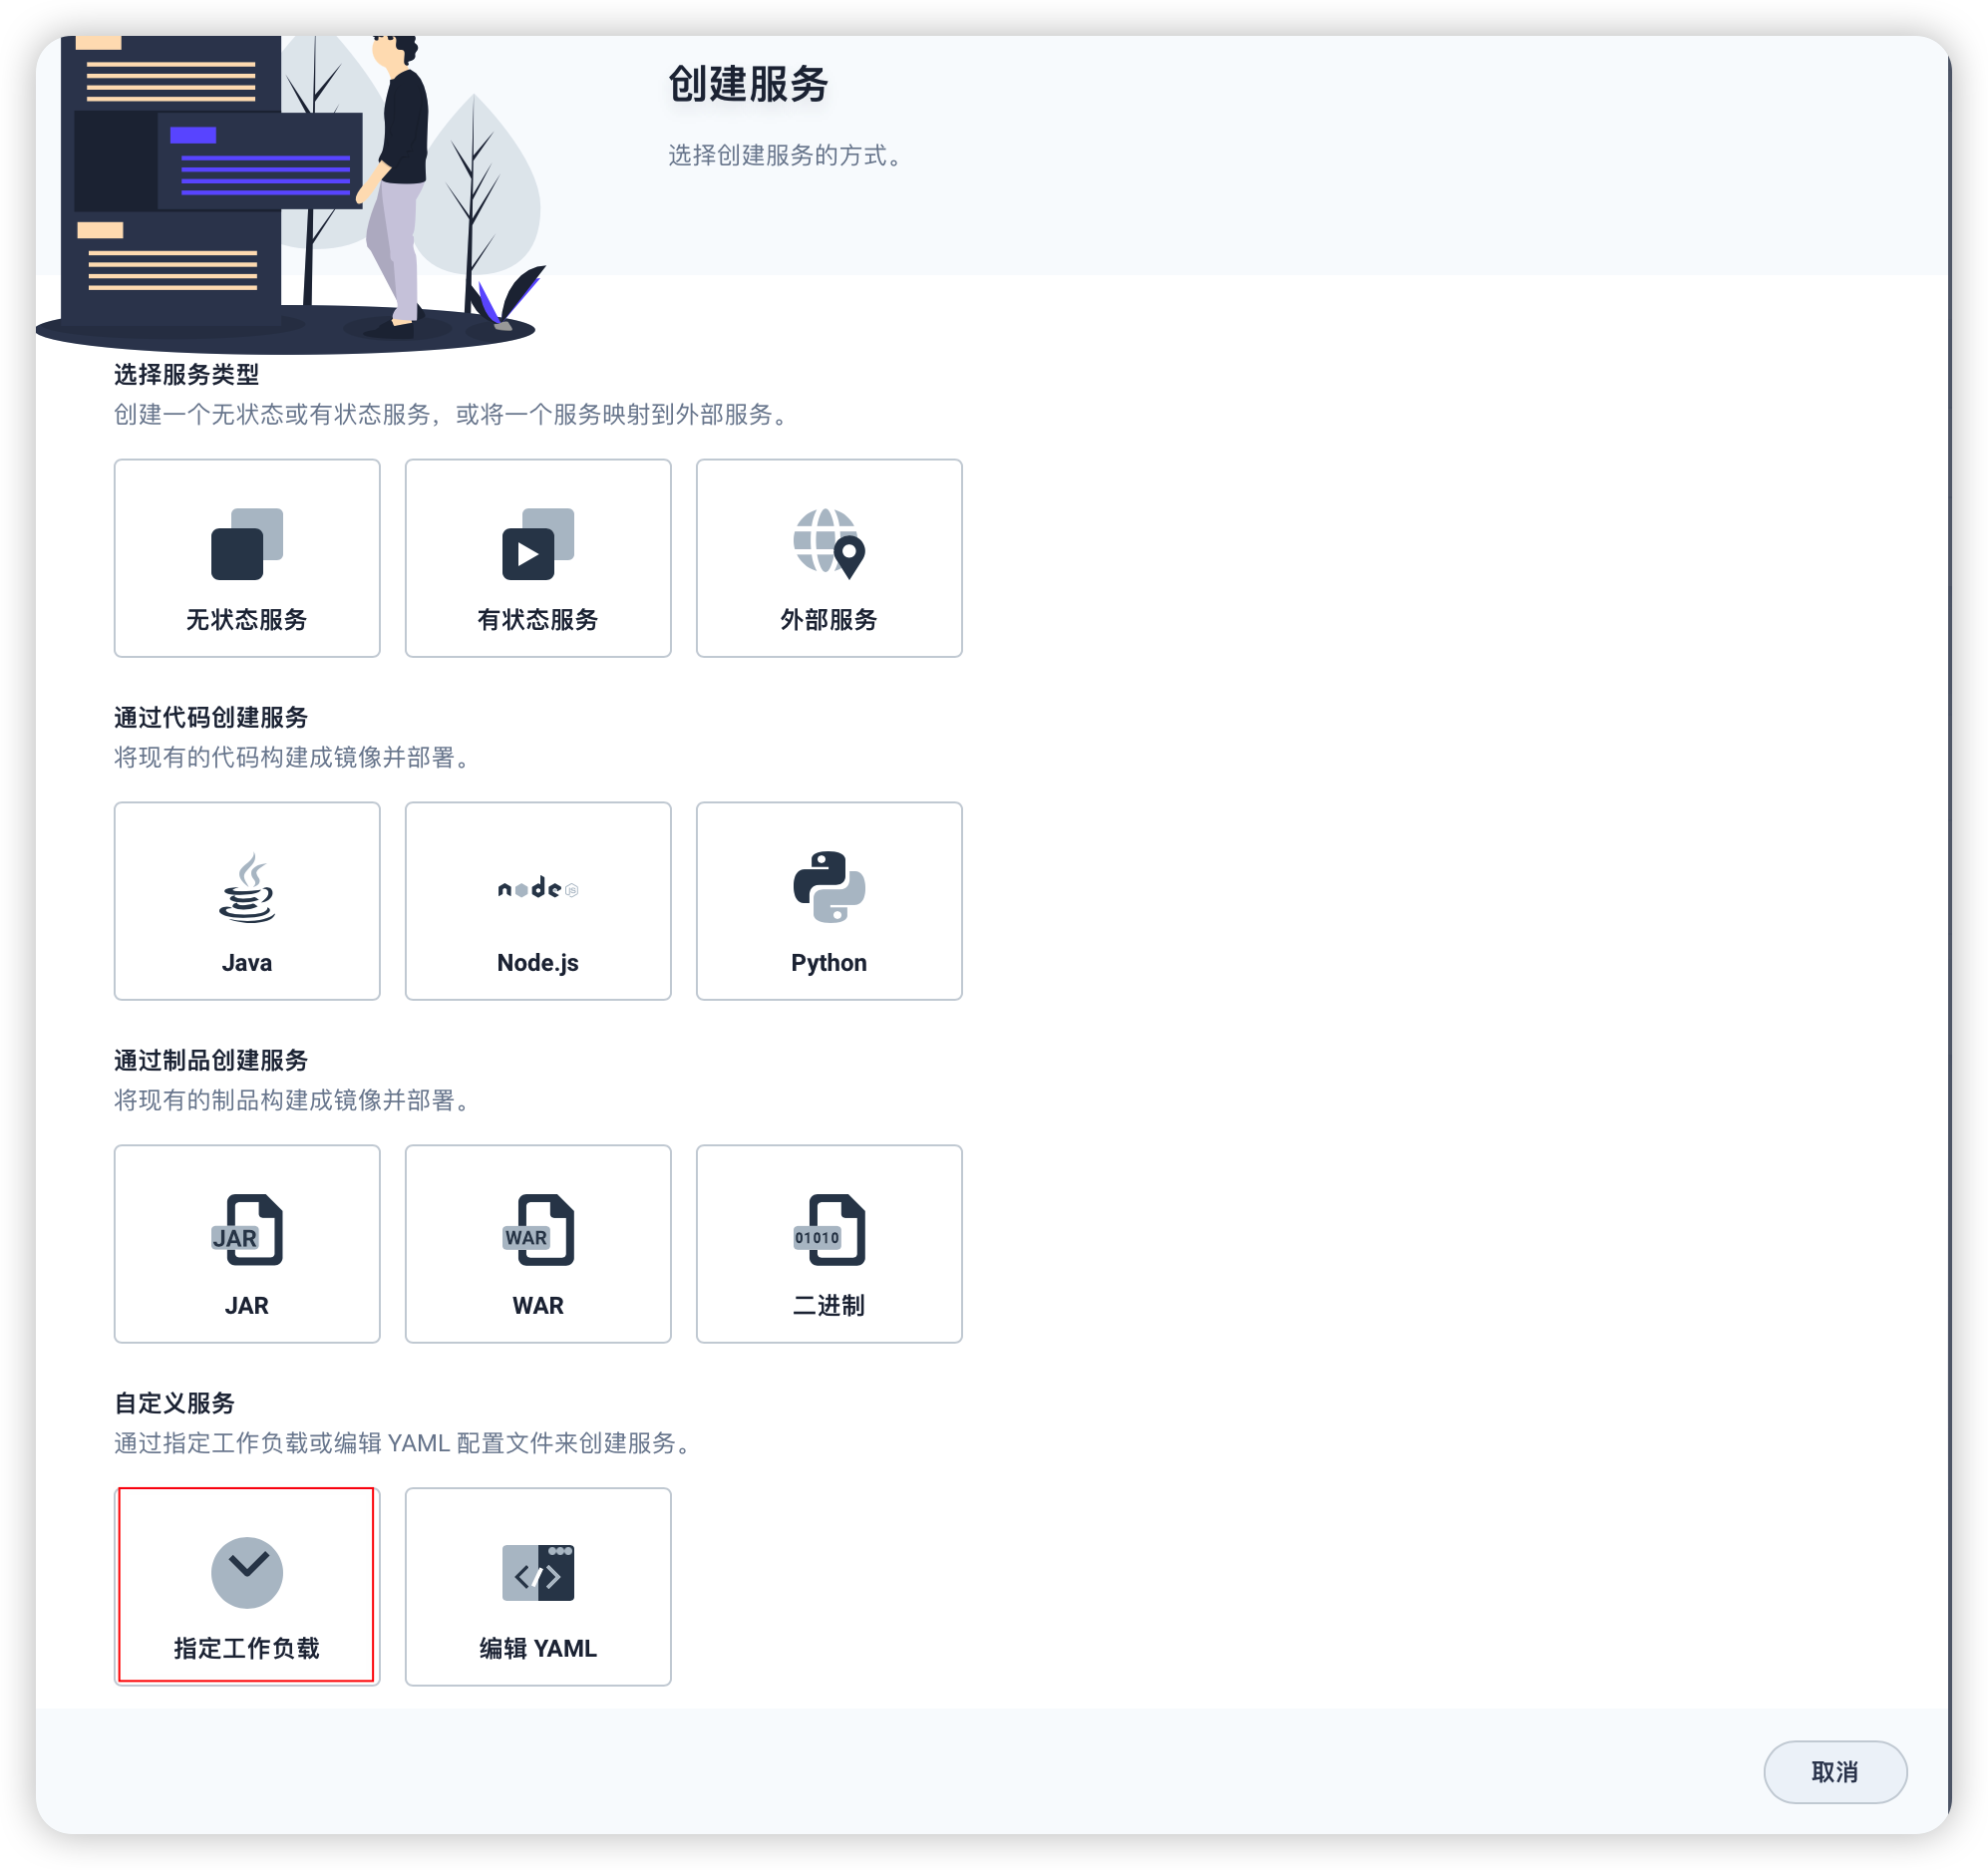 创建服务
选择创建服务的方式。
选择服务类型
创建一个无状态或有状态服务，或将一个服务映射到外部服务。
无状态服务
有状态服务
外部服务
通过代码创建服务
将现有的代码构建成镜像并部署。
node JS
Java
Node.js
Python
通过制品创建服务
将现有的制品构建成镜像并部署。
JAR
WAR
01010
JAR
WAR
二进制
自定义服务
通过指定工作负载或编辑 YAML 配置文件来创建服务。
</>
指定工作负载
编辑 YAML
取消